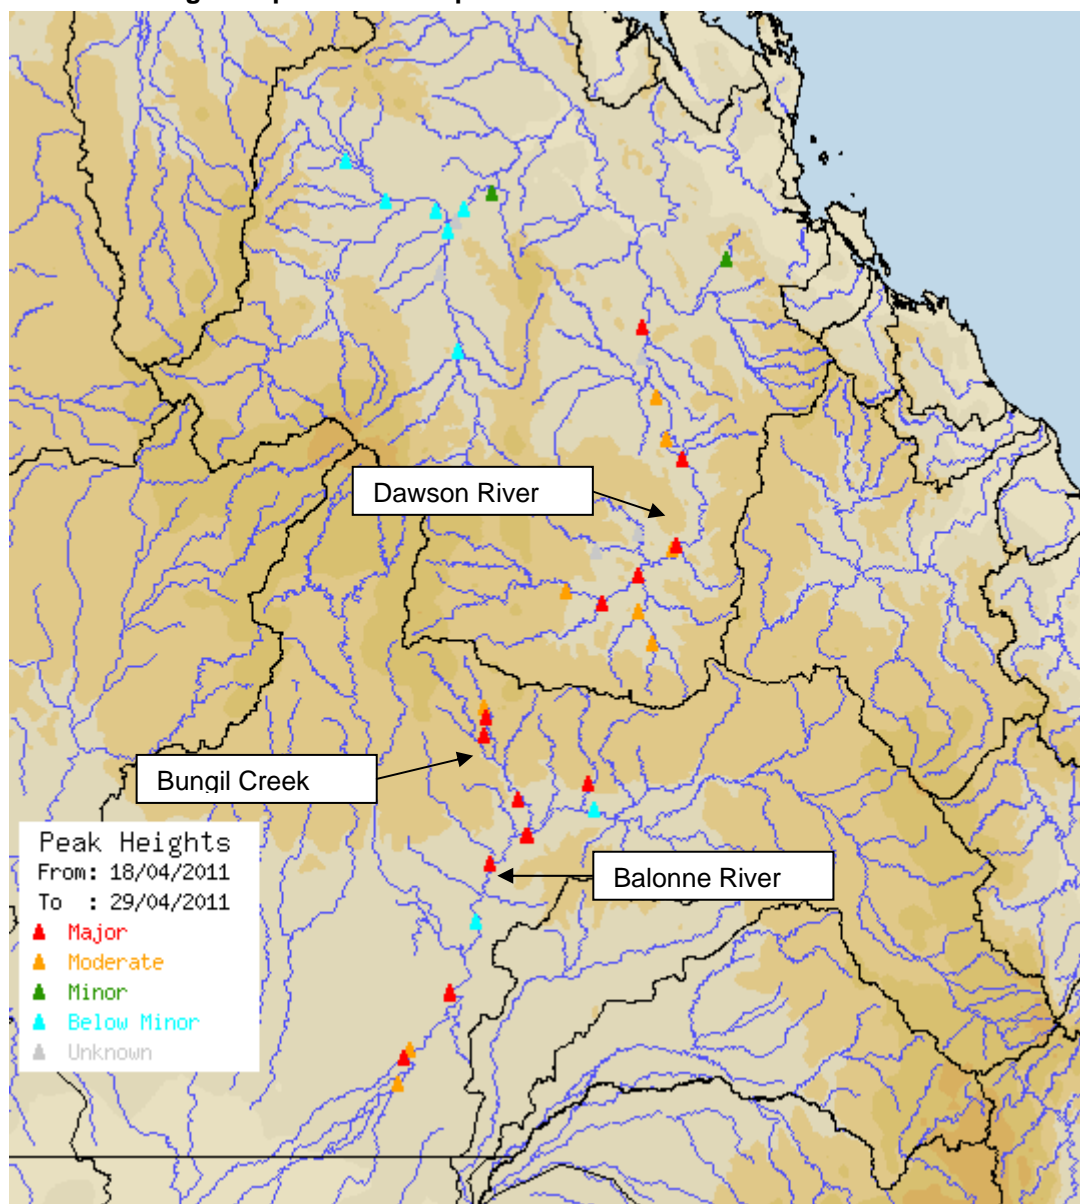 Dawson River
Bungil Creek
Balonne River
Peak Heights
From: 18/04/2011
To : 29/04/2011
Major
Moderate
Minor
Below Minor
Unknown